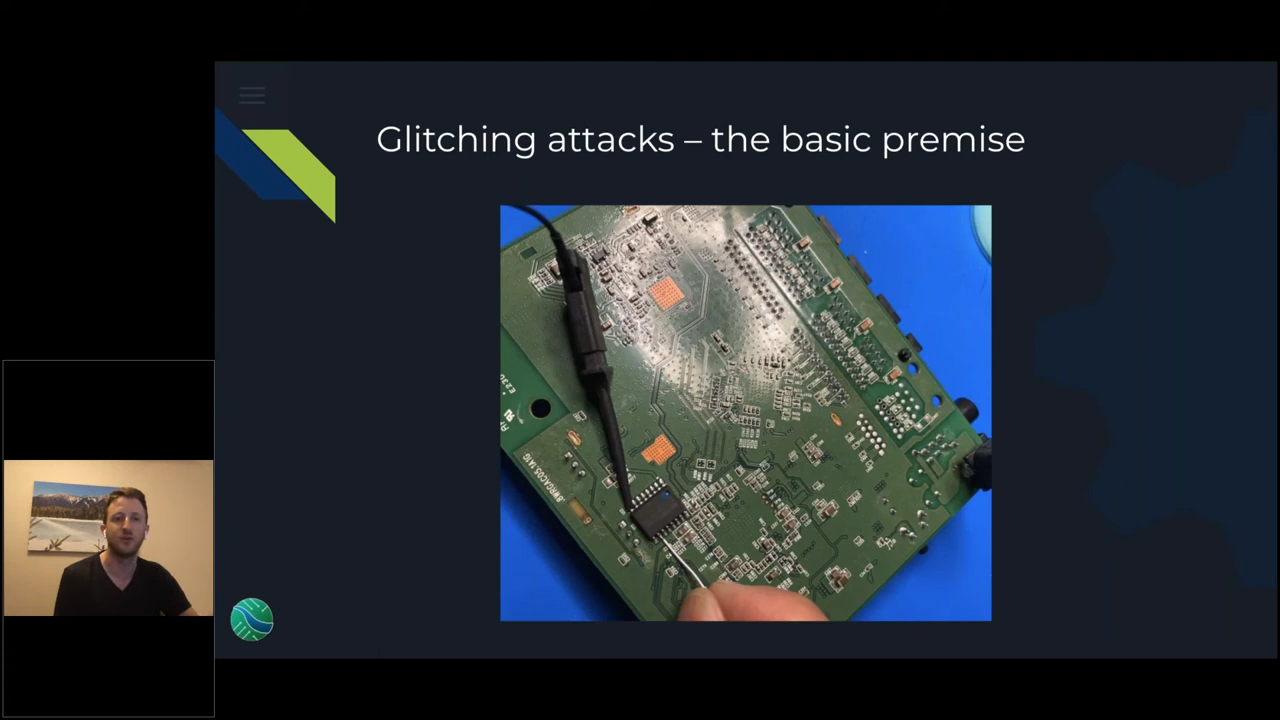 Glitching attacks – the basic premise